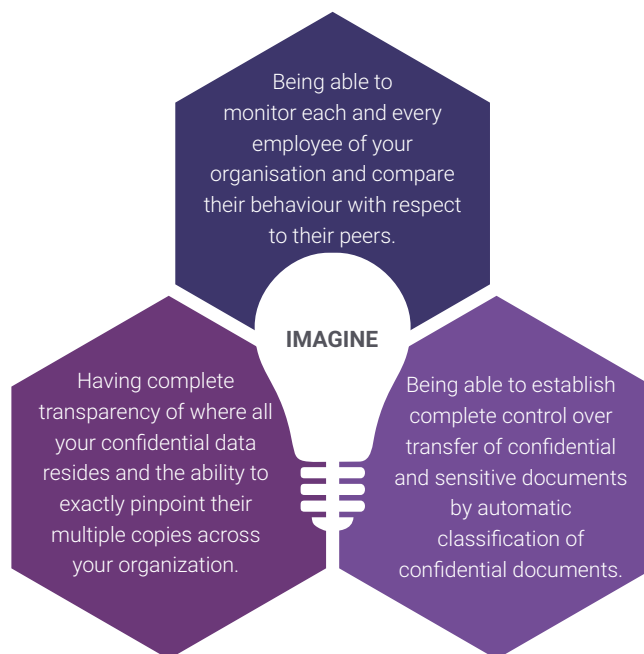 Being able to
monitor each and every
employee of your
organisation and compare
their behaviour with respect
to their peers.
IMAGINE
Having complete
transparency of where all
your confidential data
resides and the ability to
exactly pinpoint their
multiple copies across
your organization.
Being able to establish
complete control over
transfer of confidential
and sensitive documents
by automatic
classification of
confidential documents.